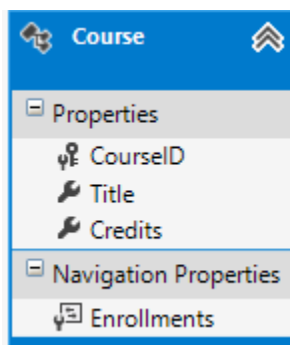 Course
Properties
CourseID
Title
Credits
Navigation Properties
Enrollments